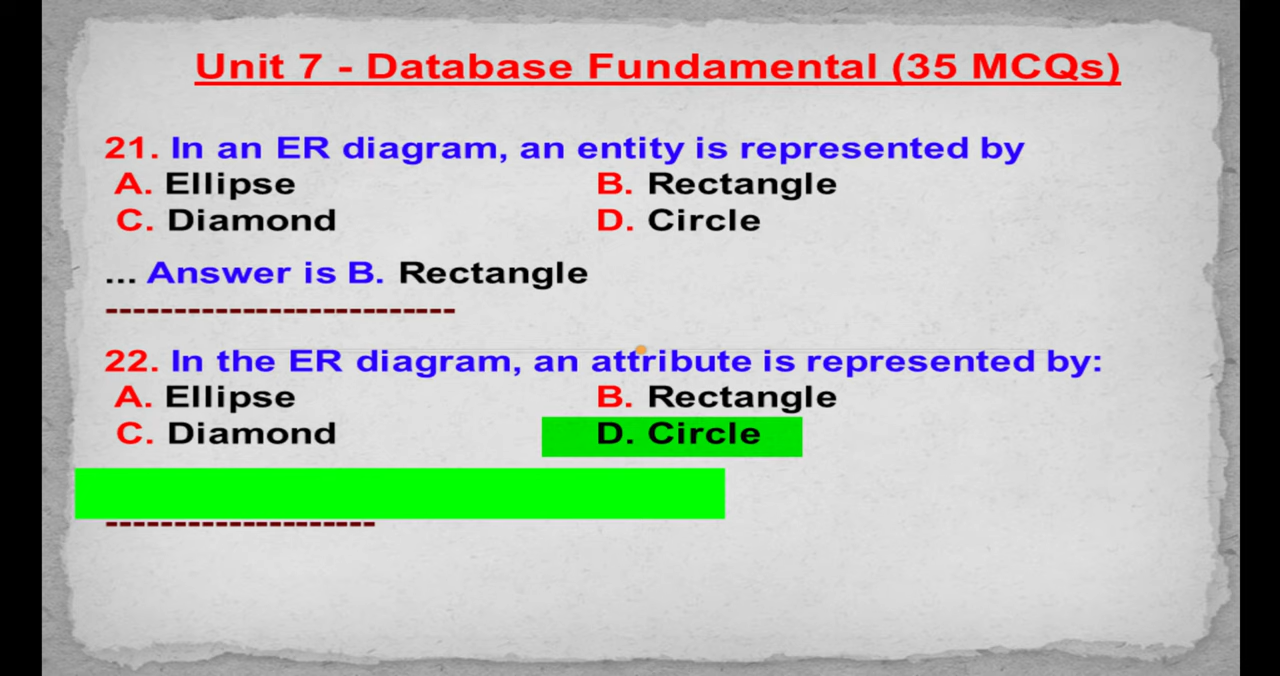 Unit 7 - Database Fundamental (35 MCQs)
21. In an ER diagram, an entity is represented by
A. Ellipse B. Rectangle
C. Diamond D. Circle
... Answer is B. Rectangle
--------------------------
22. In the ER diagram, an attribute is represented by:
A. Ellipse B. Rectangle
C. Diamond D. Circle
--------------------